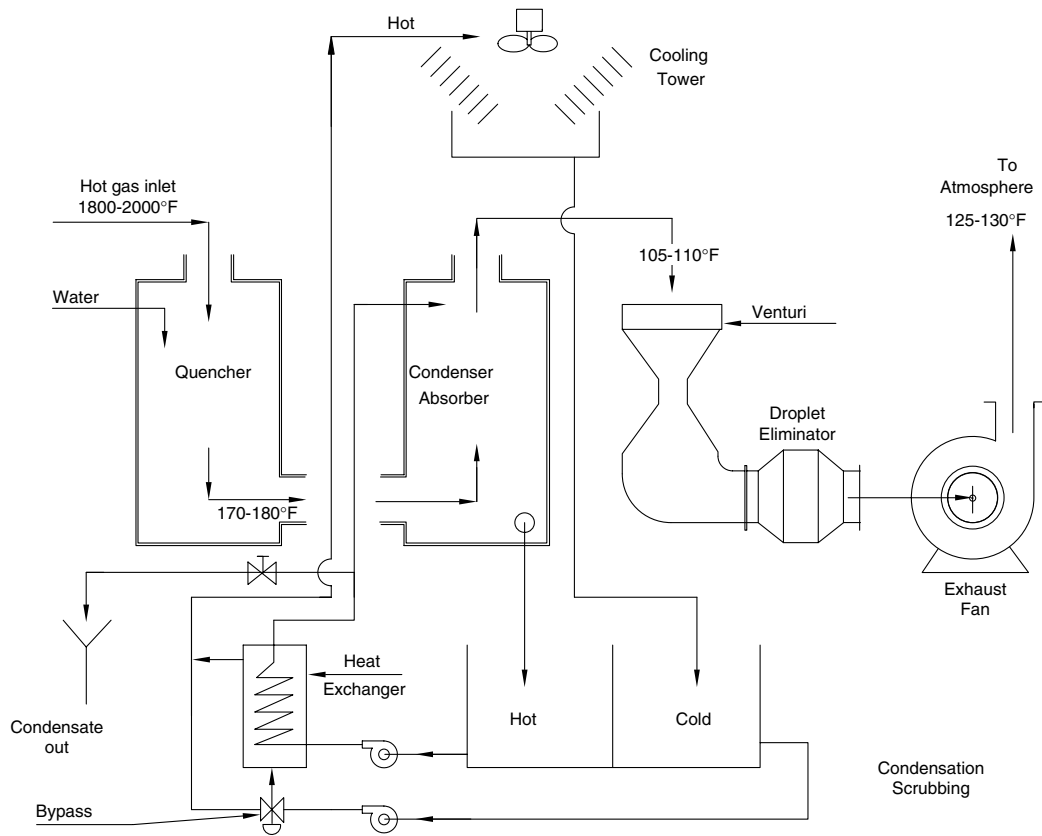 Hot
Cooling
Tower
To
Atmosphere
125-130°F
Hot gas inlet
1800-2000°F
105-110°F
Water
Venturi
Quencher
Condenser
Absorber
Droplet
Eliminator
170-180°F
Exhaust
Fan
Heat
Exchanger
Hot
Cold
Condensate
out
Condensation
Scrubbing
Bypass